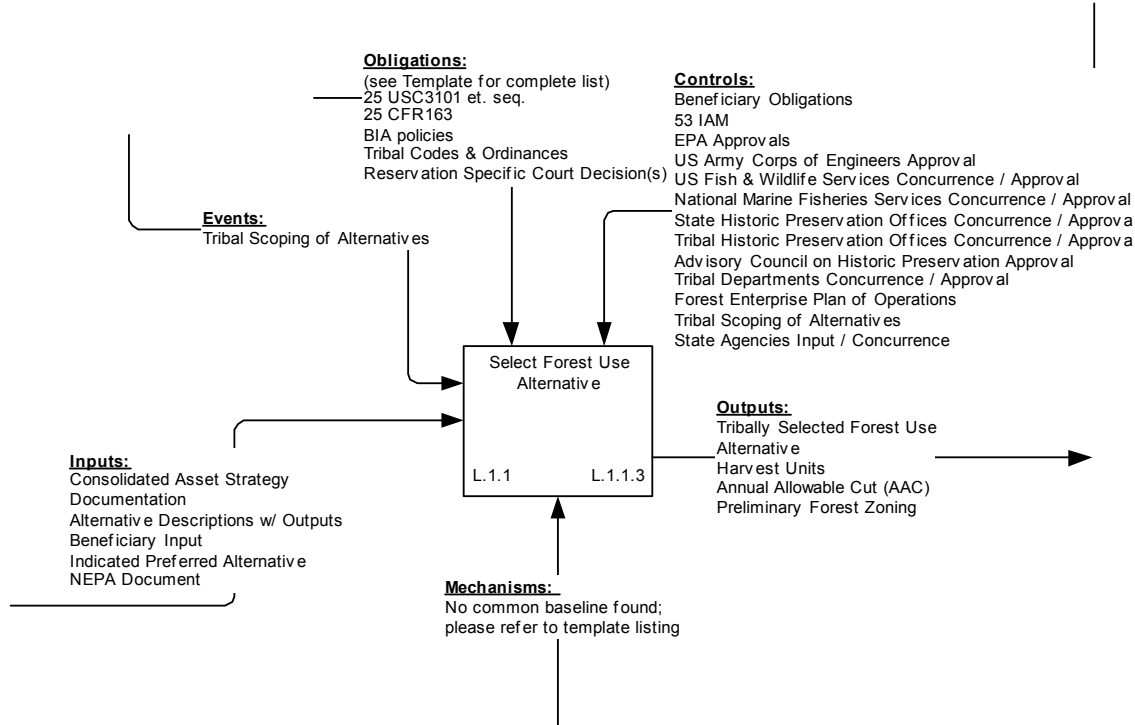 Obligations:
(see Template for complete list)
25 USC3101 et. seq.
25 CFR163
BIA policies
Tribal Codes & Ordinances
Reservation Specific Court Decision(s)
Controls:
Beneficiary Obligations
53 IAM
EPA Approvals
US Army Corps of Engineers Approval
US Fish & Wildlife Services Concurrence / Approval
National Marine Fisheries Services Concurrence / Approval
State Historic Preservation Offices Concurrence / Approva
Tribal Historic Preservation Offices Concurrence / Approva
Advisory Council on Historic Preservation Approval
Tribal Departments Concurrence / Approval
Forest Enterprise Plan of Operations
Tribal Scoping of Alternatives
State Agencies Input / Concurrence
Events:
Tribal Scoping of Alternatives
Select Forest Use
Alternative
L.1.1
L.1.1.3
Inputs:
Consolidated Asset Strategy
Documentation
Alternative Descriptions w/ Outputs
Beneficiary Input
Indicated Preferred Alternative
NEPA Document
Outputs:
Tribally Selected Forest Use
Alternative
Harvest Units
Annual Allowable Cut (AAC)
Preliminary Forest Zoning
Mechanisms:
No common baseline found;
please refer to template listing